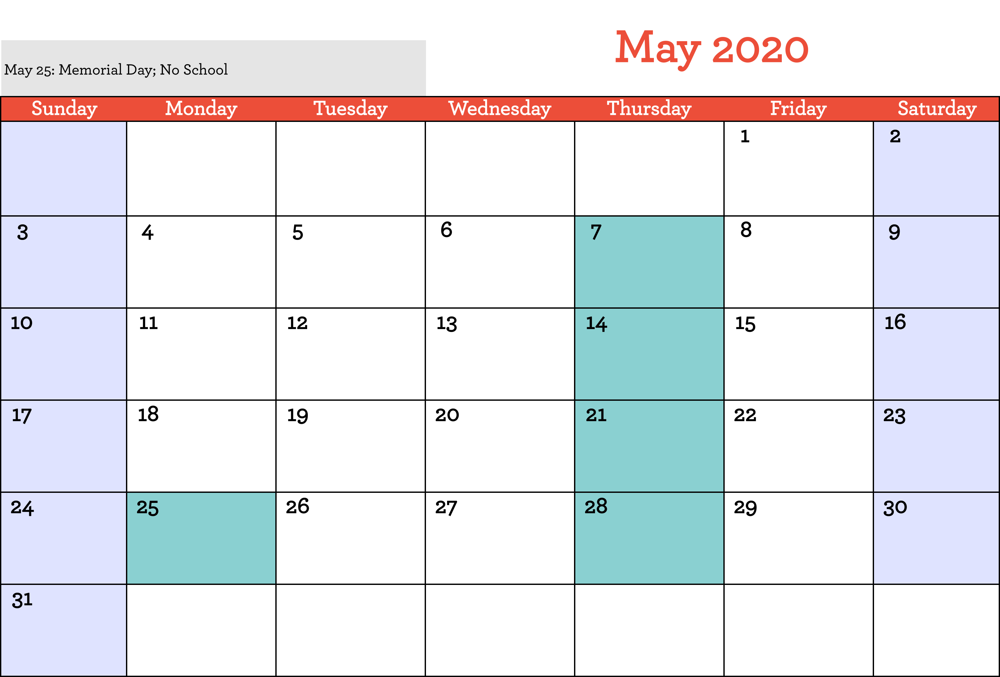 May 2020
May 25: Memorial Day; No School
Sunday Monday Tuesday Wednesday Thursday Friday Saturday
1 2
3 4 5 6 7 8 9
10 11 12 13 14 15 16
17 18 19 20 21 22 23
24 25 26 27 28 29 30
31